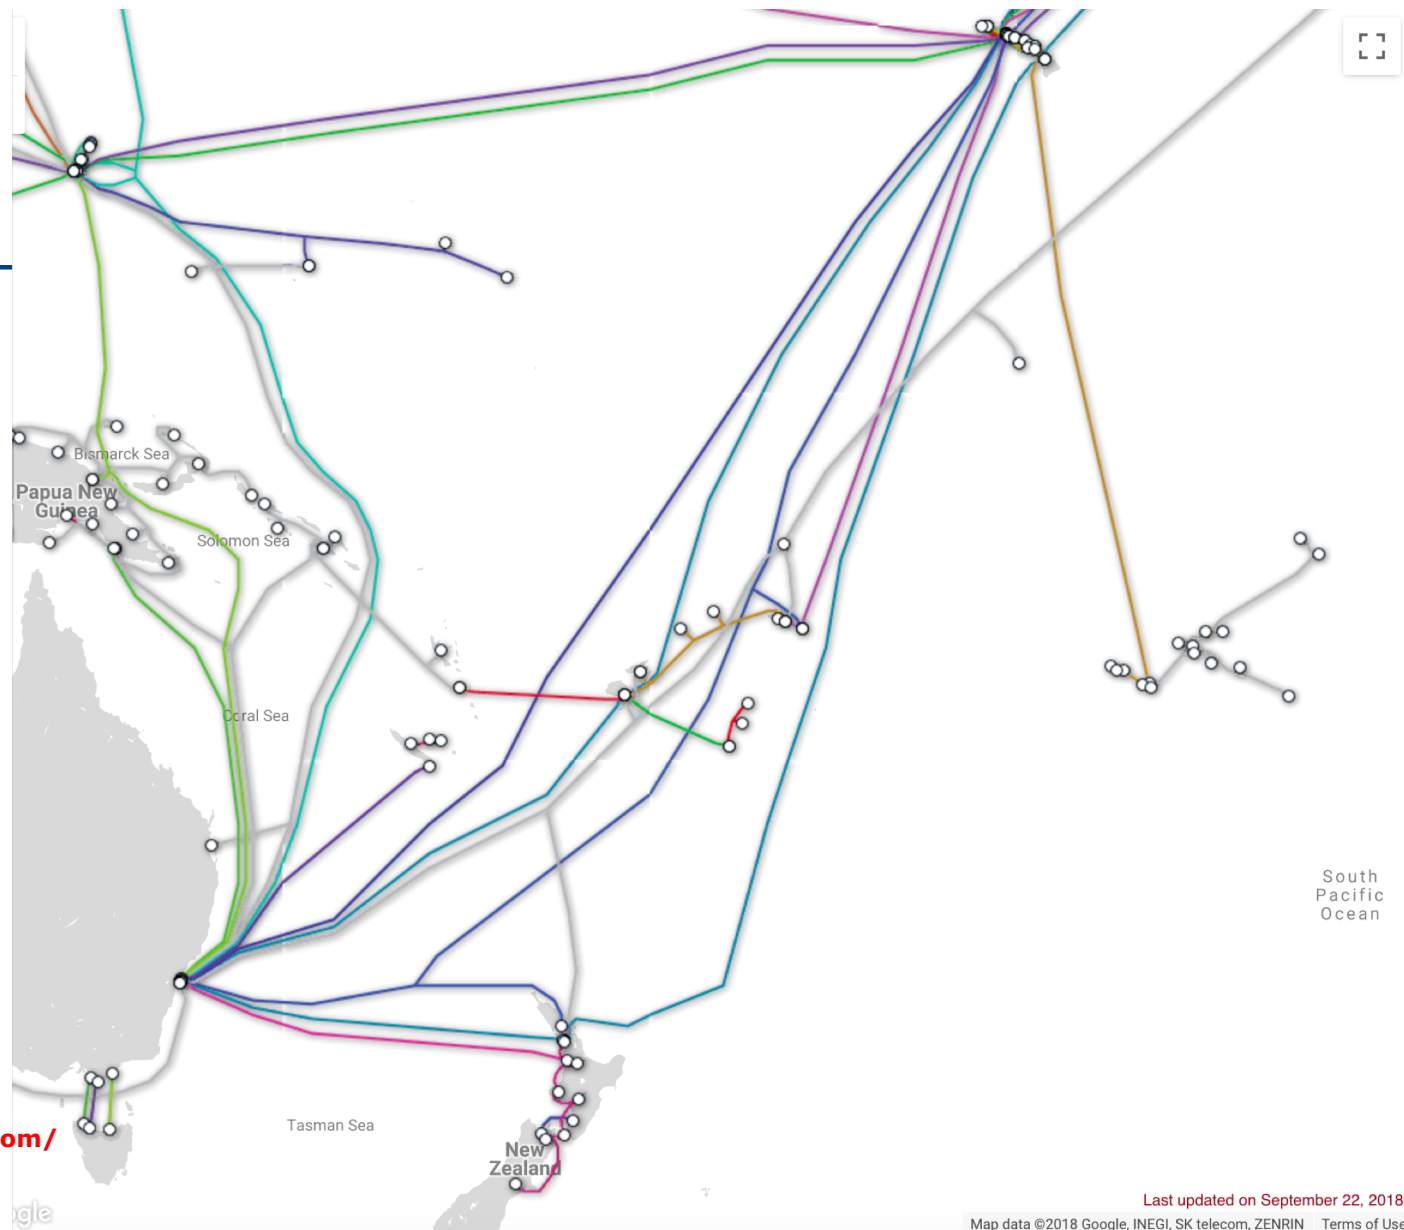 Bismarck Sea
Papua New
Guinea
Solomon Sea
Coral Sea
South
Pacific
Ocean
Tasman Sea
om/
New
Zealand
Last updated on September 22, 2018
gle
Map data ©2018 Google, INEGI, SK telecom, ZENRIN
Terms of Use